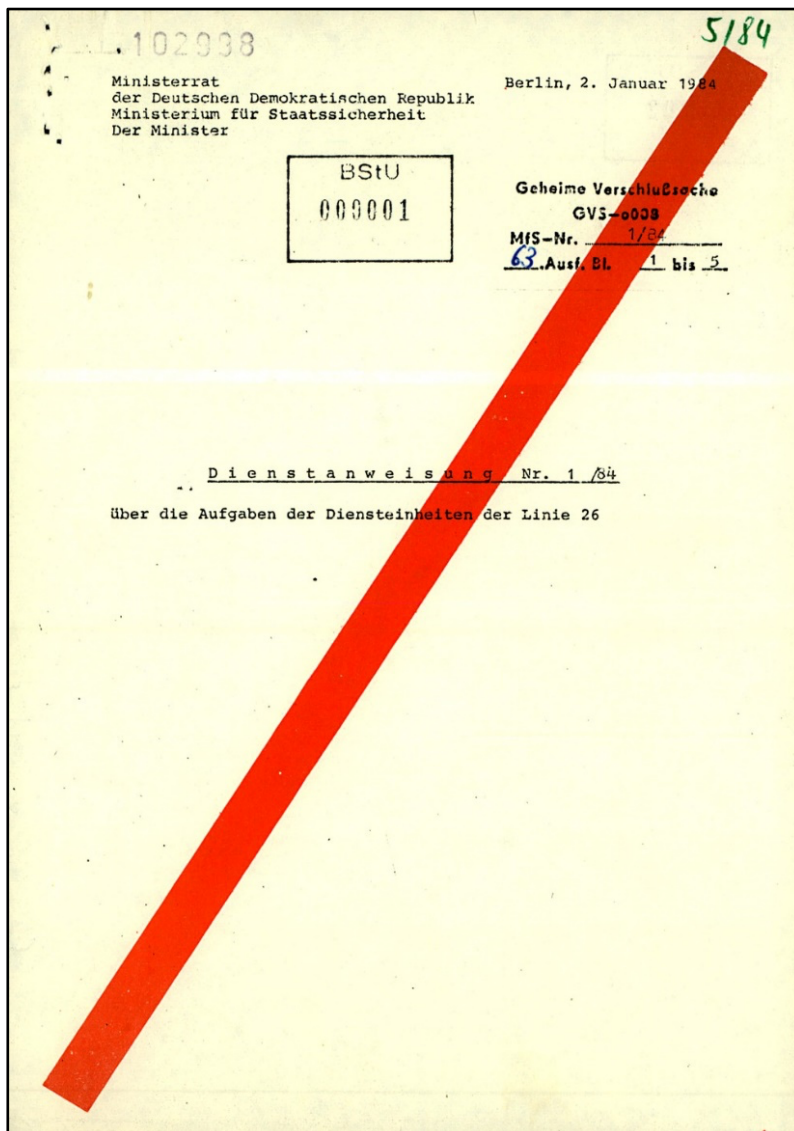 102998
5/84
Ministerrat
der Deutschen Demokratischen Republik
Ministerium für Staatssicherheit
Der Minister
Berlin, 2. Januar 1984
BStU
000001
Geheime Verschlußsache
GVS-o008
MfS-Nr. 1/84
63.Ausf. Bl. 1 bis 5
Dienstanweisung Nr. 1 /84
über die Aufgaben der Diensteinheiten der Linie 26